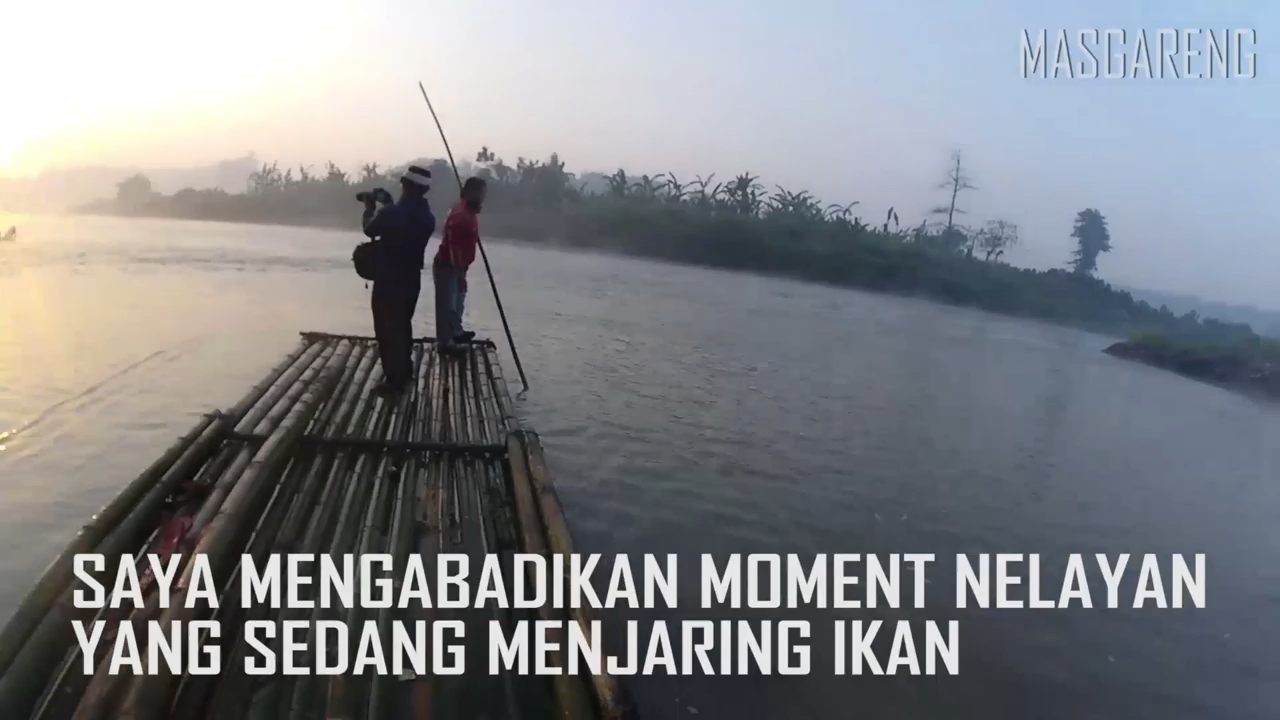 MASGARENG
SAYA MENGABADIKAN MOMENT NELAYAN
YANG SEDANG MENJARING IKAN